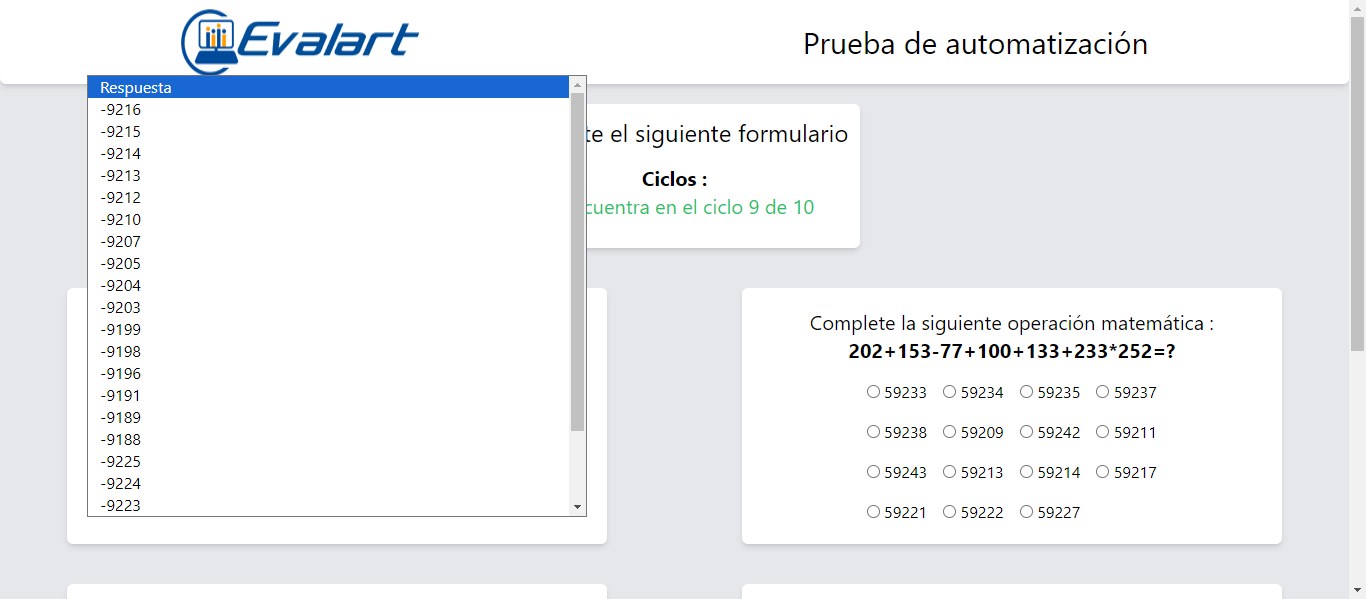 Evalart
Prueba de automatización
Respuesta
-9216
-9215
-9214
-9213
-9212
-9210
-9207
-9205
-9204
-9203
-9199
-9198
-9196
-9191
-9189
-9188
-9225
-9224
-9223
el siguiente formulario
Ciclos :
en el ciclo 9 de 10
Complete la siguiente operación matemática :
202+153-77+100+133+233*252=?
59233 59234 59235 59237
59238 59209 59242 59211
59243 59213 59214 59217
59221 59222 59227